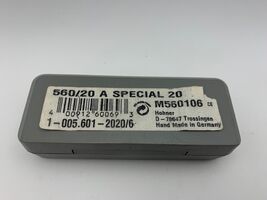 560/20 A SPECIAL 20
4 00912 60069 3
M560106 CE
Hohner
D - 78647 Trossingen
Hand Made in Germany
1-005.601-2020/6